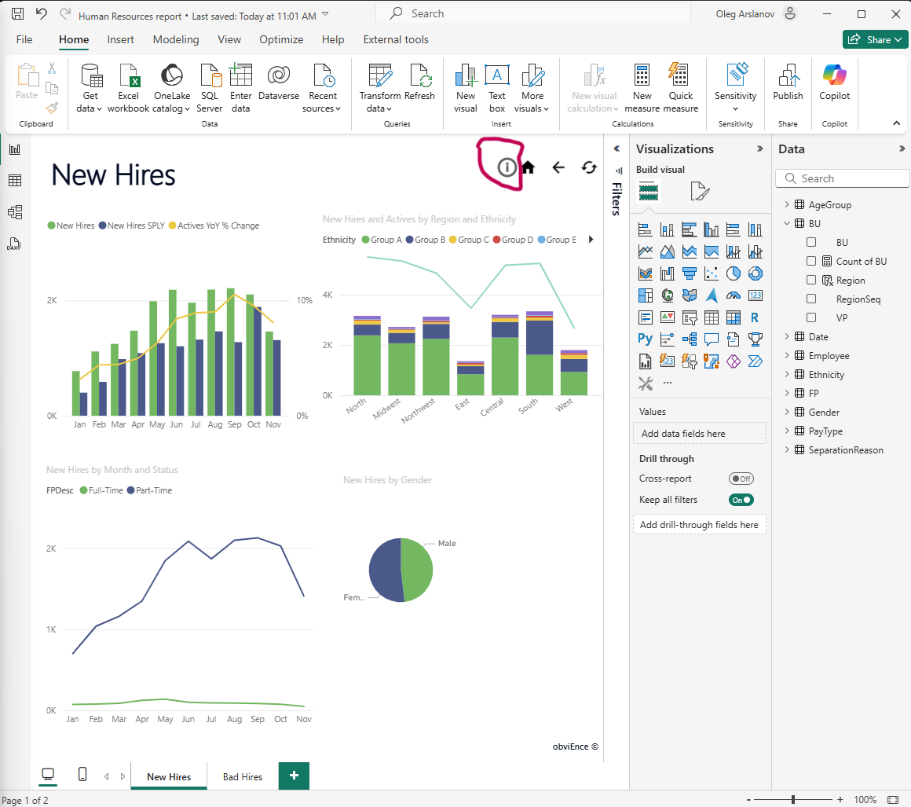 Human Resources report • Last saved: Today at 11:01 AM
Search
Oleg Arslanov
File Home Insert Modeling View Optimize Help External tools
Share
Paste
Get data
Excel workbook
OneLake catalog
SQL Server
Enter data
Dataverse
Recent sources
Transform data
Refresh
New visual
Text box
More visuals
New visual calculation
New measure
Quick measure
Sensitivity
Publish
Copilot
Clipboard
Data
Queries
Insert
Calculations
Sensitivity
Share
Copilot
New Hires
New Hires New Hires SPLY Actives YoY % Change
2K
10%
0K
0%
Jan Feb Mar Apr May Jun Jul Aug Sep Oct Nov
New Hires and Actives by Region and Ethnicity
Ethnicity Group A Group B Group C Group D Group E
4K
2K
0K
North Midwest Northwest East Central South West
New Hires by Month and Status
FPDesc Full-Time Part-Time
2K
1K
0K
Jan Feb Mar Apr May Jun Jul Aug Sep Oct Nov
New Hires by Gender
Male
Fem...
obviEnce ©
Filters
Visualizations
Build visual
123
Py
R
123
...
Values
Add data fields here
Drill through
Cross-report Off
Keep all filters On
Add drill-through fields here
Data
Search
AgeGroup
BU
BU
Count of BU
Region
RegionSeq
VP
Date
Employee
Ethnicity
FP
Gender
PayType
SeparationReason
New Hires Bad Hires +
Page 1 of 2
- + 100%